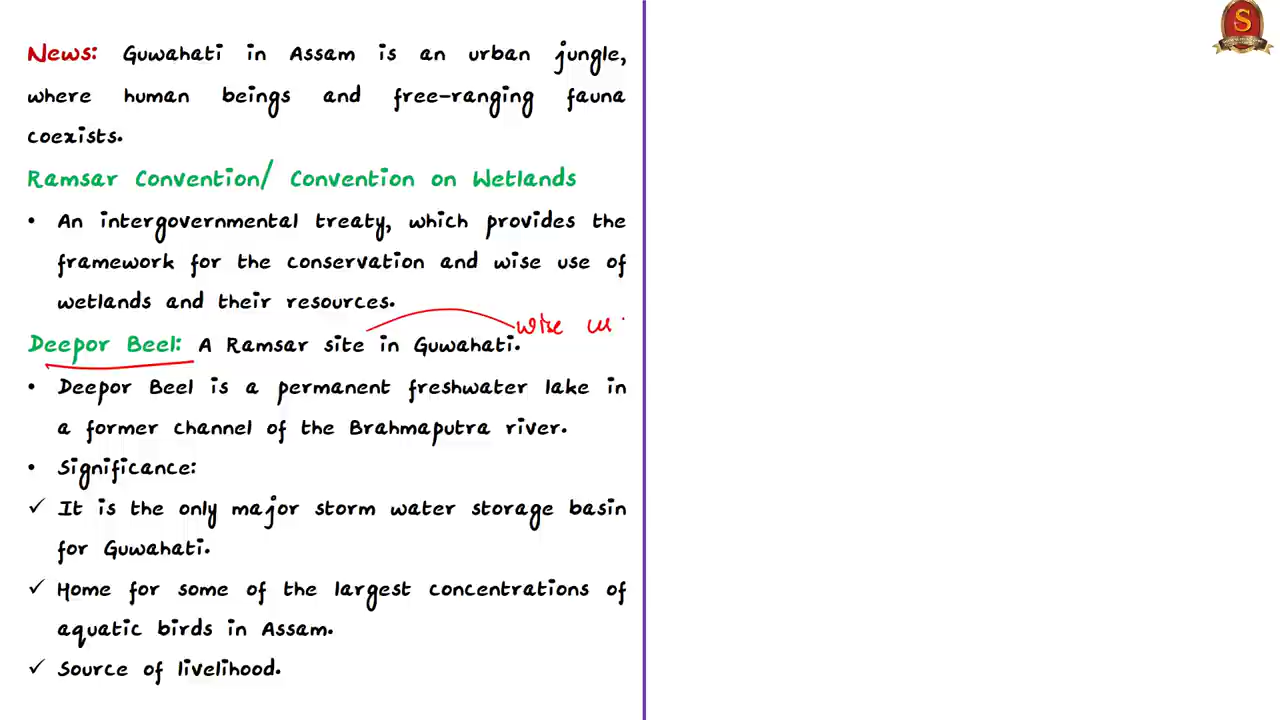 News: Guwahati in Assam is an urban jungle,
where human beings and free-ranging fauna
coexists.
Ramsar Convention/ Convention on Wetlands
• An intergovernmental treaty, which provides the
framework for the conservation and wise use of
wetlands and their resources.
wise
Deepor Beel: A Ramsar site in Guwahati.
• Deepor Beel is a permanent freshwater lake in
a former channel of the Brahmaputra river.
• Significance:
✓ It is the only major storm water storage basin
for Guwahati.
✓ Home for some of the largest concentrations of
aquatic birds in Assam.
✓ Source of livelihood.
S